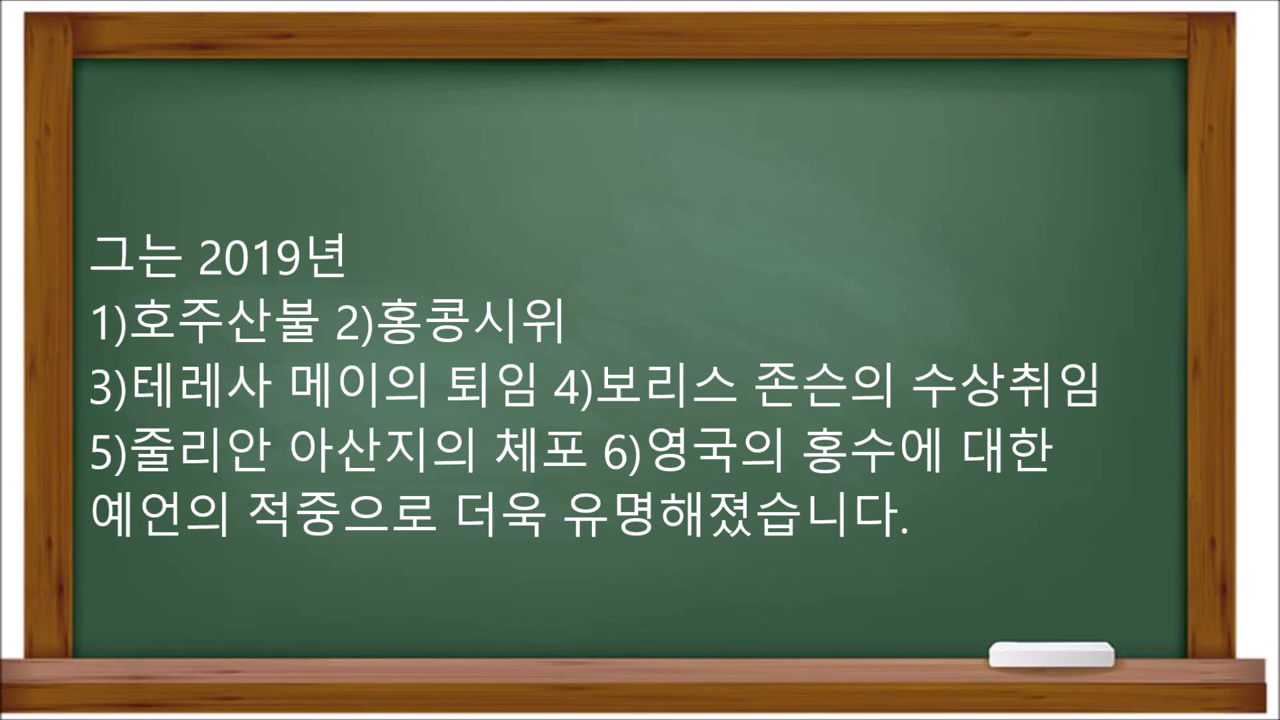 그는 2019년
1)호주산불 2)홍콩시위
3)테레사 메이의 퇴임 4)보리스 존슨의 수상취임
5)줄리안 아산지의 체포 6)영국의 홍수에 대한
예언의 적중으로 더욱 유명해졌습니다.